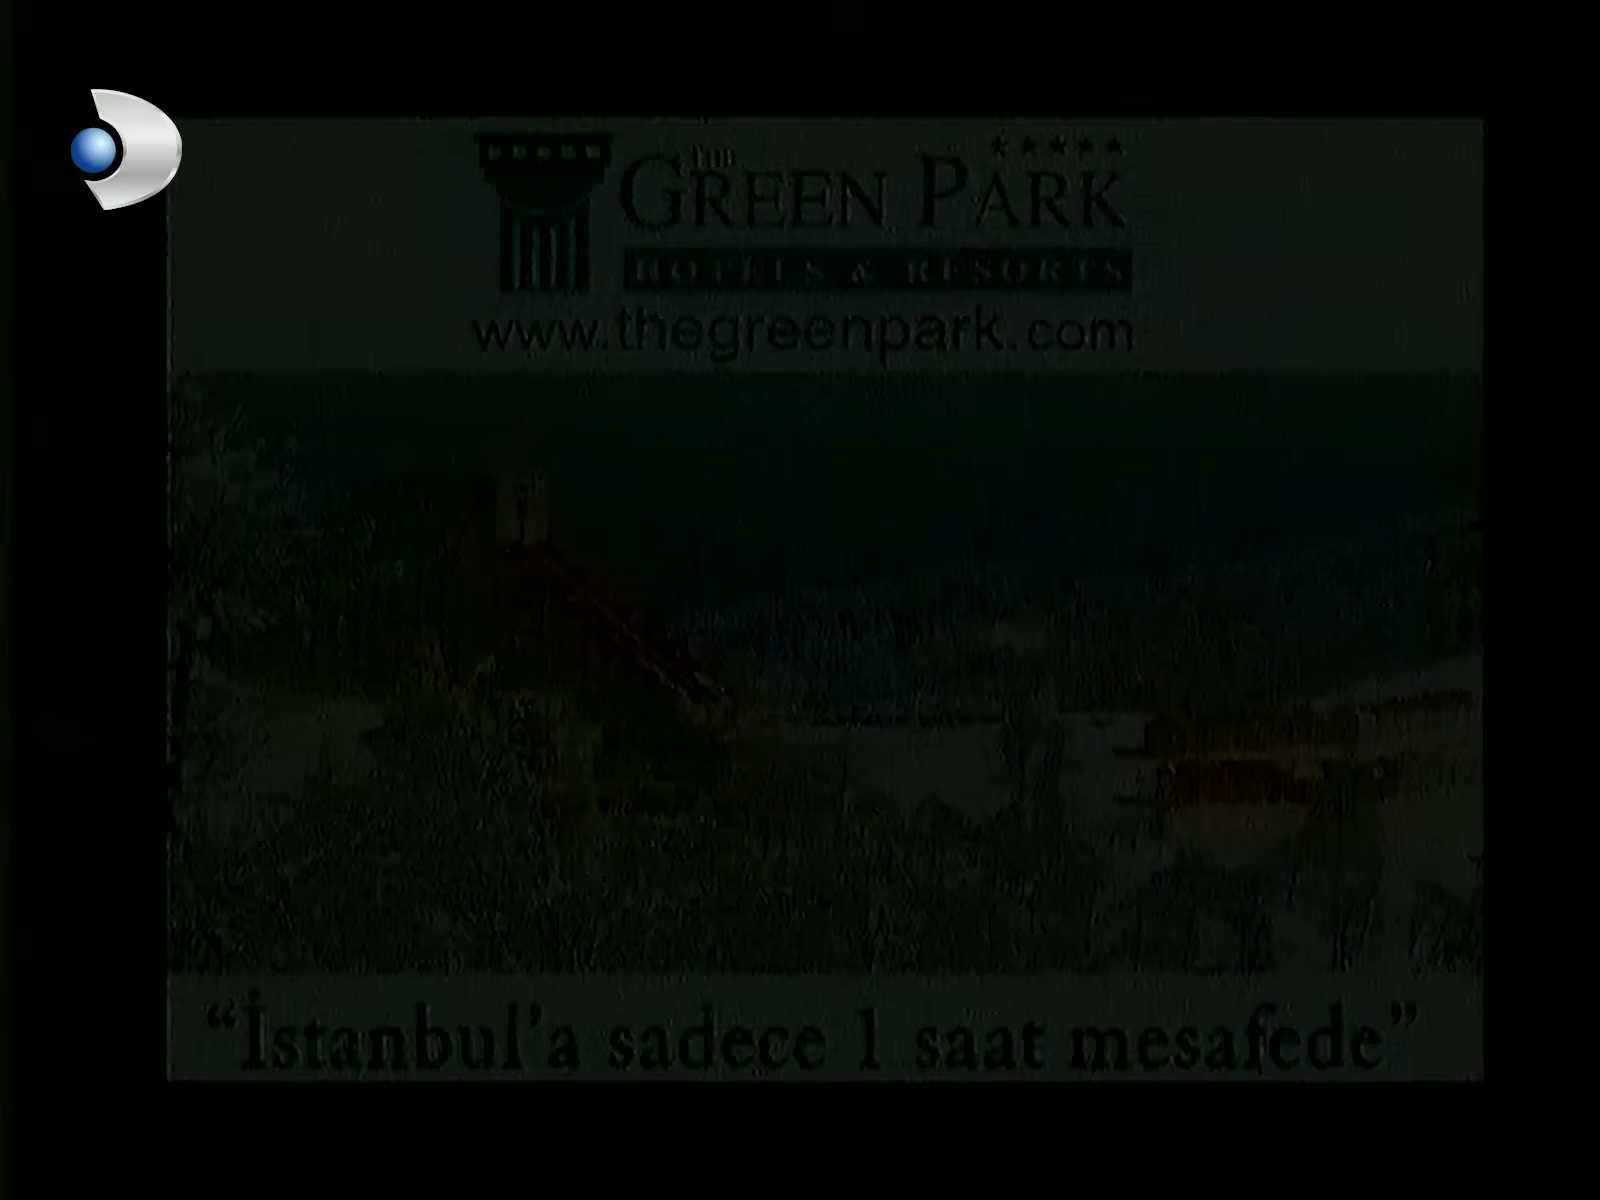 THE
GREEN PARK
HOTELS & RESORTS
www.thegreenpark.com
“İstanbul’a sadece 1 saat mesafede”